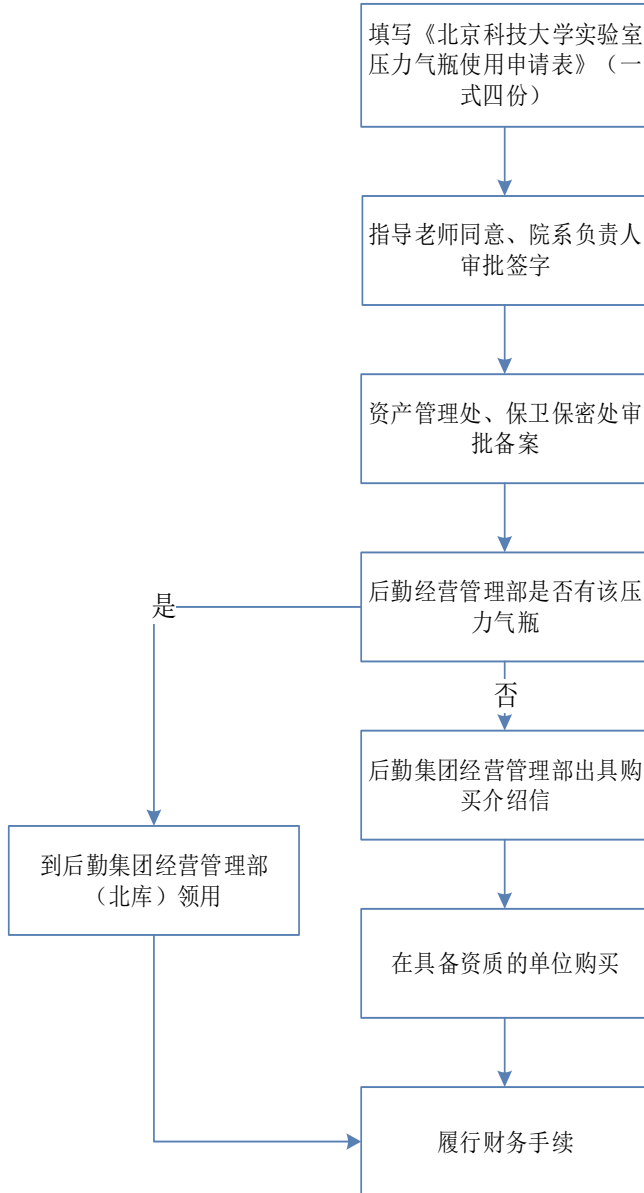 填写《北京科技大学实验室
压力气瓶使用申请表》（一
式四份）
指导老师同意、院系负责人
审批签字
资产管理处、保卫保密处审
批备案
后勤经营管理部是否有该压
力气瓶
是
否
后勤集团经营管理部出具购
买介绍信
到后勤集团经营管理部
（北库）领用
在具备资质的单位购买
履行财务手续